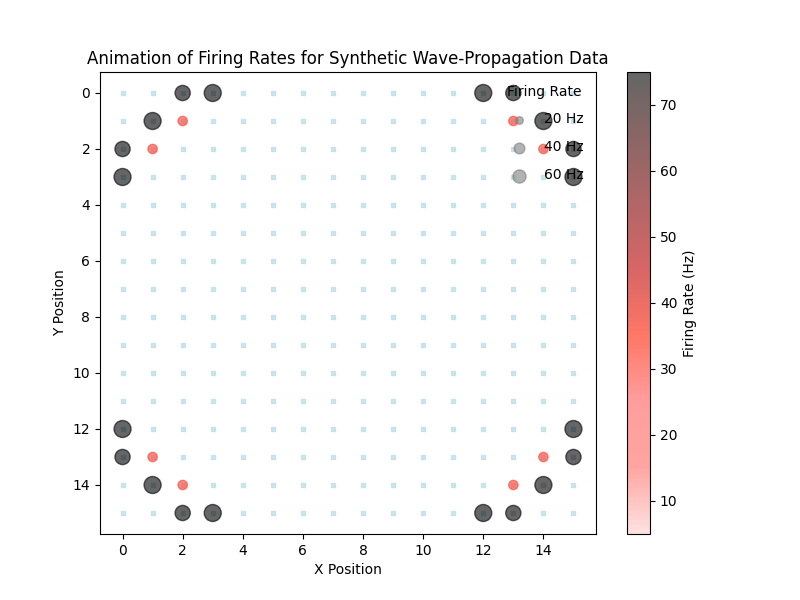 Animation of Firing Rates for Synthetic Wave-Propagation Data
Firing Rate
20 Hz
40 Hz
60 Hz
0
2
4
6
8
10
12
14
Y Position
0
2
4
6
8
10
12
14
X Position
70
60
50
40
30
20
10
Firing Rate (Hz)